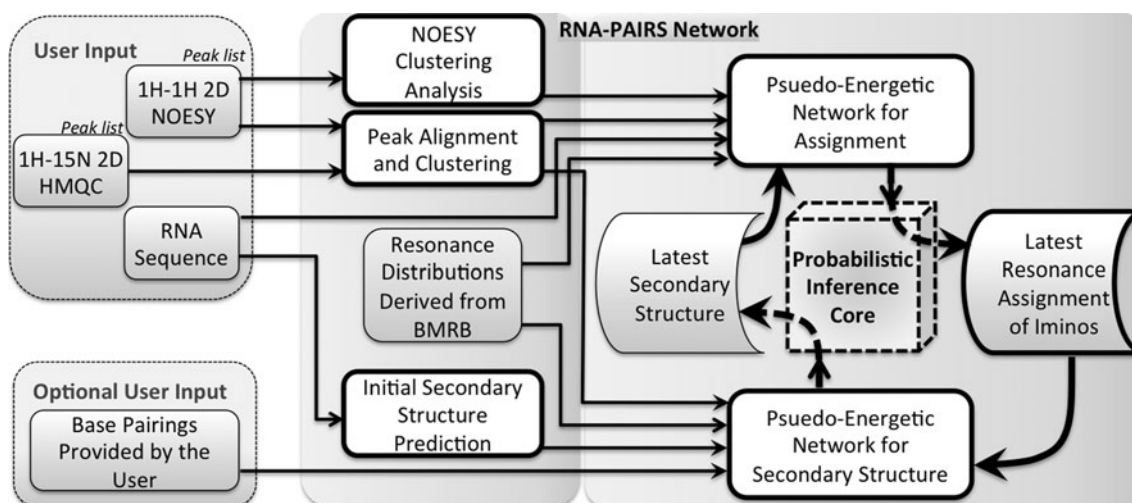 RNA-PAIRS Network
User Input
Peak list
1H-1H 2D
NOESY
Peak list
1H-15N 2D
HMQC
RNA
Sequence
Optional User Input
Base Pairings
Provided by the
User
NOESY
Clustering
Analysis
Peak Alignment
and Clustering
Resonance
Distributions
Derived from
BMRB
Initial Secondary
Structure
Prediction
Psuedo-Energetic
Network for
Assignment
Latest
Secondary
Structure
Probabilistic
Inference
Core
Latest
Resonance
Assignment
of Iminos
Psuedo-Energetic
Network for
Secondary Structure